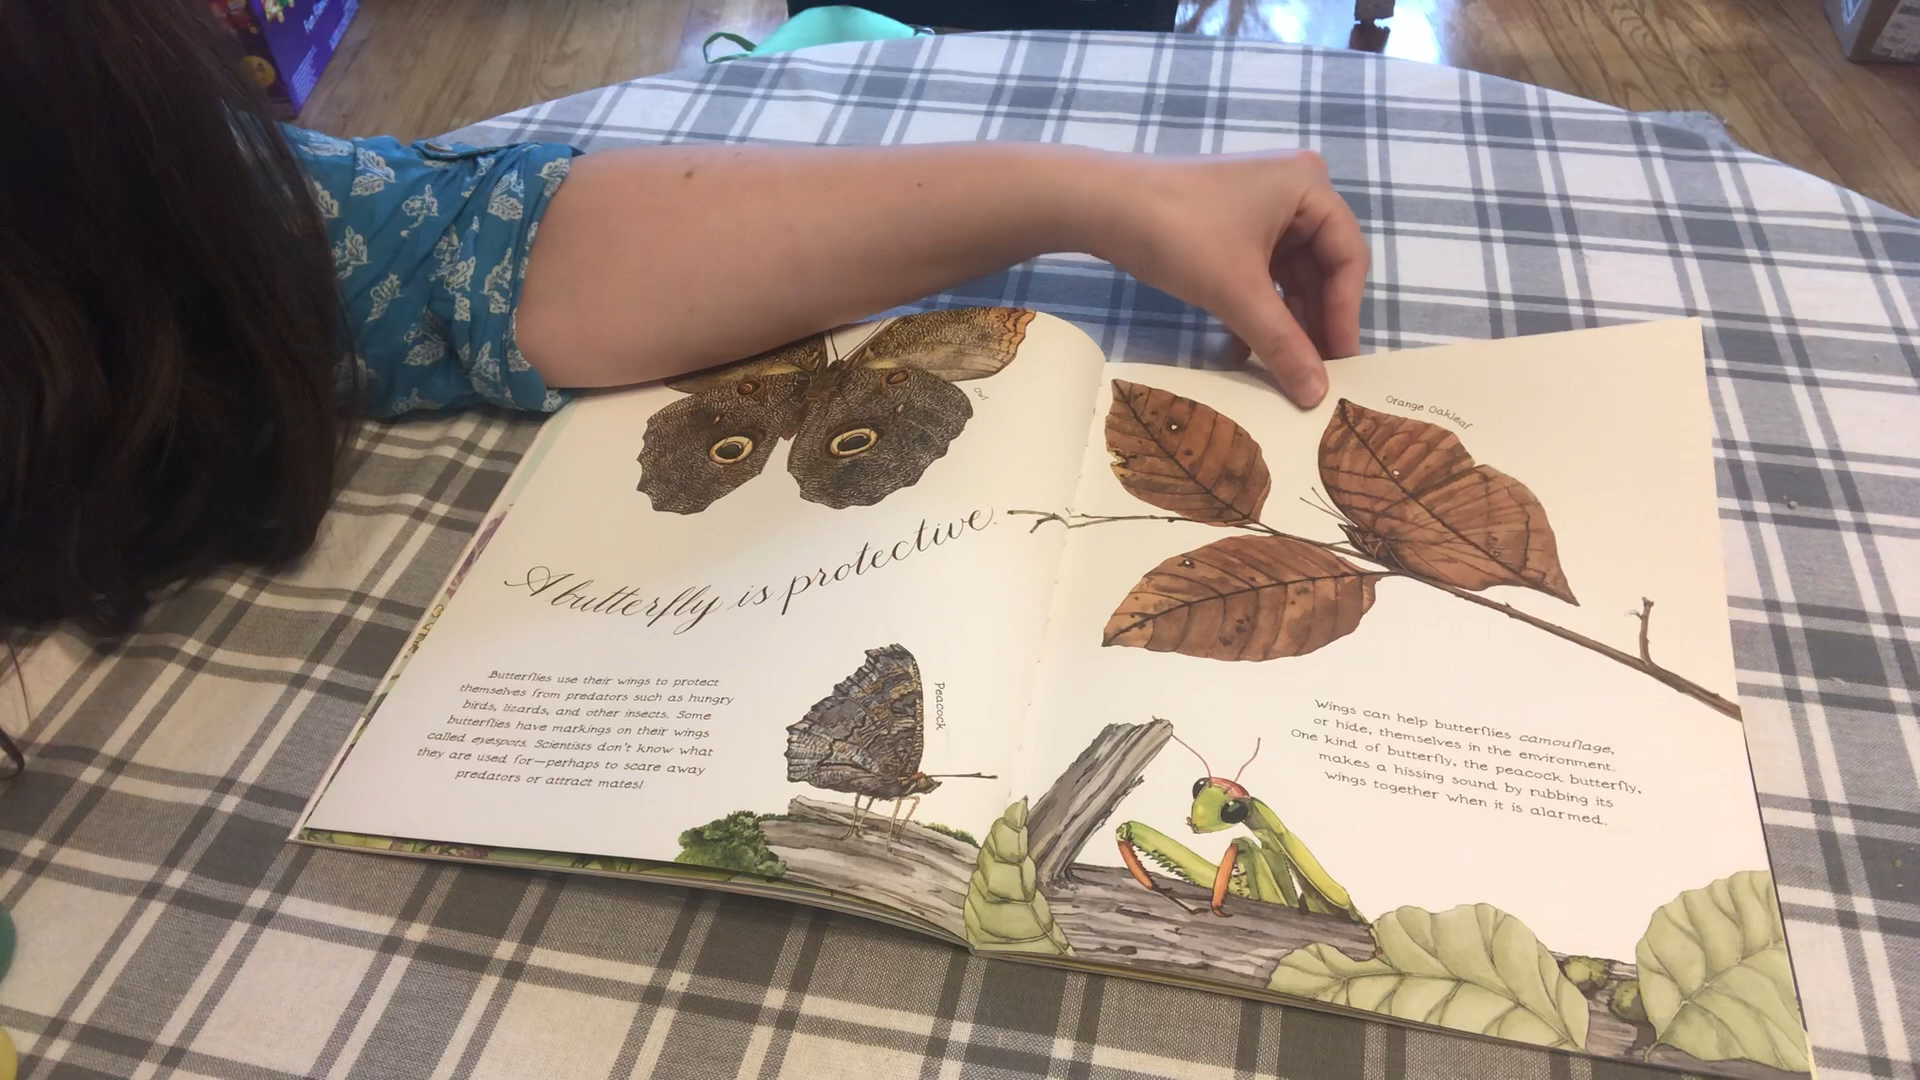 Owl
A butterfly is protective.
Butterflies use their wings to protect
themselves from predators such as hungry
birds, lizards, and other insects. Some
butterflies have markings on their wings
called eyespots. Scientists don't know what
they are used for—perhaps to scare away
predators or attract mates!
Peacock
Orange Oakleaf
Wings can help butterflies camouflage,
or hide, themselves in the environment.
One kind of butterfly, the peacock butterfly,
makes a hissing sound by rubbing its
wings together when it is alarmed.